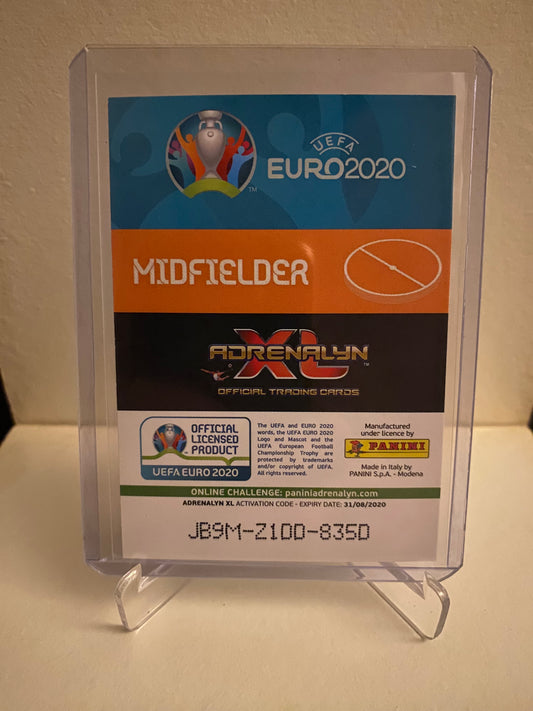 UEFA
EURO2020
TM
MIDFIELDER
ADRENALYN
XL
TM
OFFICIAL TRADING CARDS
OFFICIAL
LICENSED
PRODUCT
UEFA EURO 2020
The UEFA and EURO 2020
words, the UEFA EURO 2020
Logo and Mascot and the
UEFA European Football
Championship Trophy are
protected by trademarks
and/or copyright of UEFA.
All rights reserved.
Manufactured
under licence by
PANINI
Made in Italy by
PANINI S.p.A. - Modena
ONLINE CHALLENGE: paniniadrenalyn.com
ADRENALYN XL ACTIVATION CODE - EXPIRY DATE: 31/08/2020
JB9M-Z1DD-835D